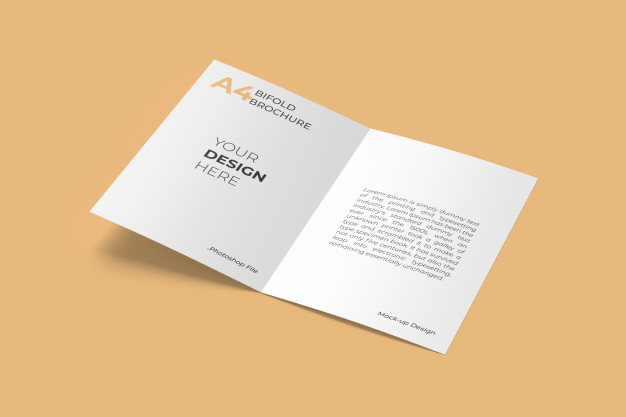 A4 BIFOLD
BROCHURE
YOUR
DESIGN
HERE
.Photoshop File
Lorem Ipsum is simply dummy text
of the printing and typesetting
industry. Lorem Ipsum has been the
industry's standard dummy text
ever since the 1500s, when an
unknown printer took a galley of
type and scrambled it to make a
type specimen book. It has survived
not only five centuries, but also the
leap into electronic typesetting,
remaining essentially unchanged.
Mock-up Design